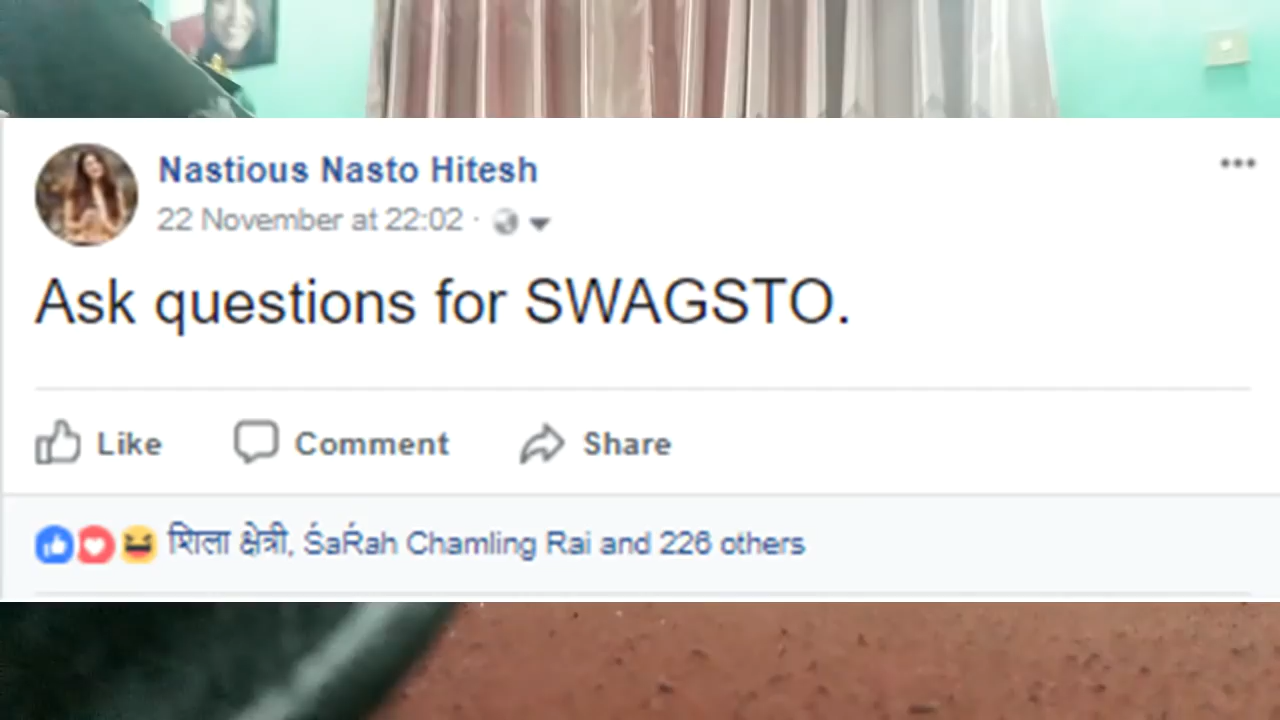 Nastious Nasto Hitesh
22 November at 22:02 ·
Ask questions for SWAGSTO.
Like Comment Share
शिला क्षेत्री, ŚaŔah Chamling Rai and 226 others